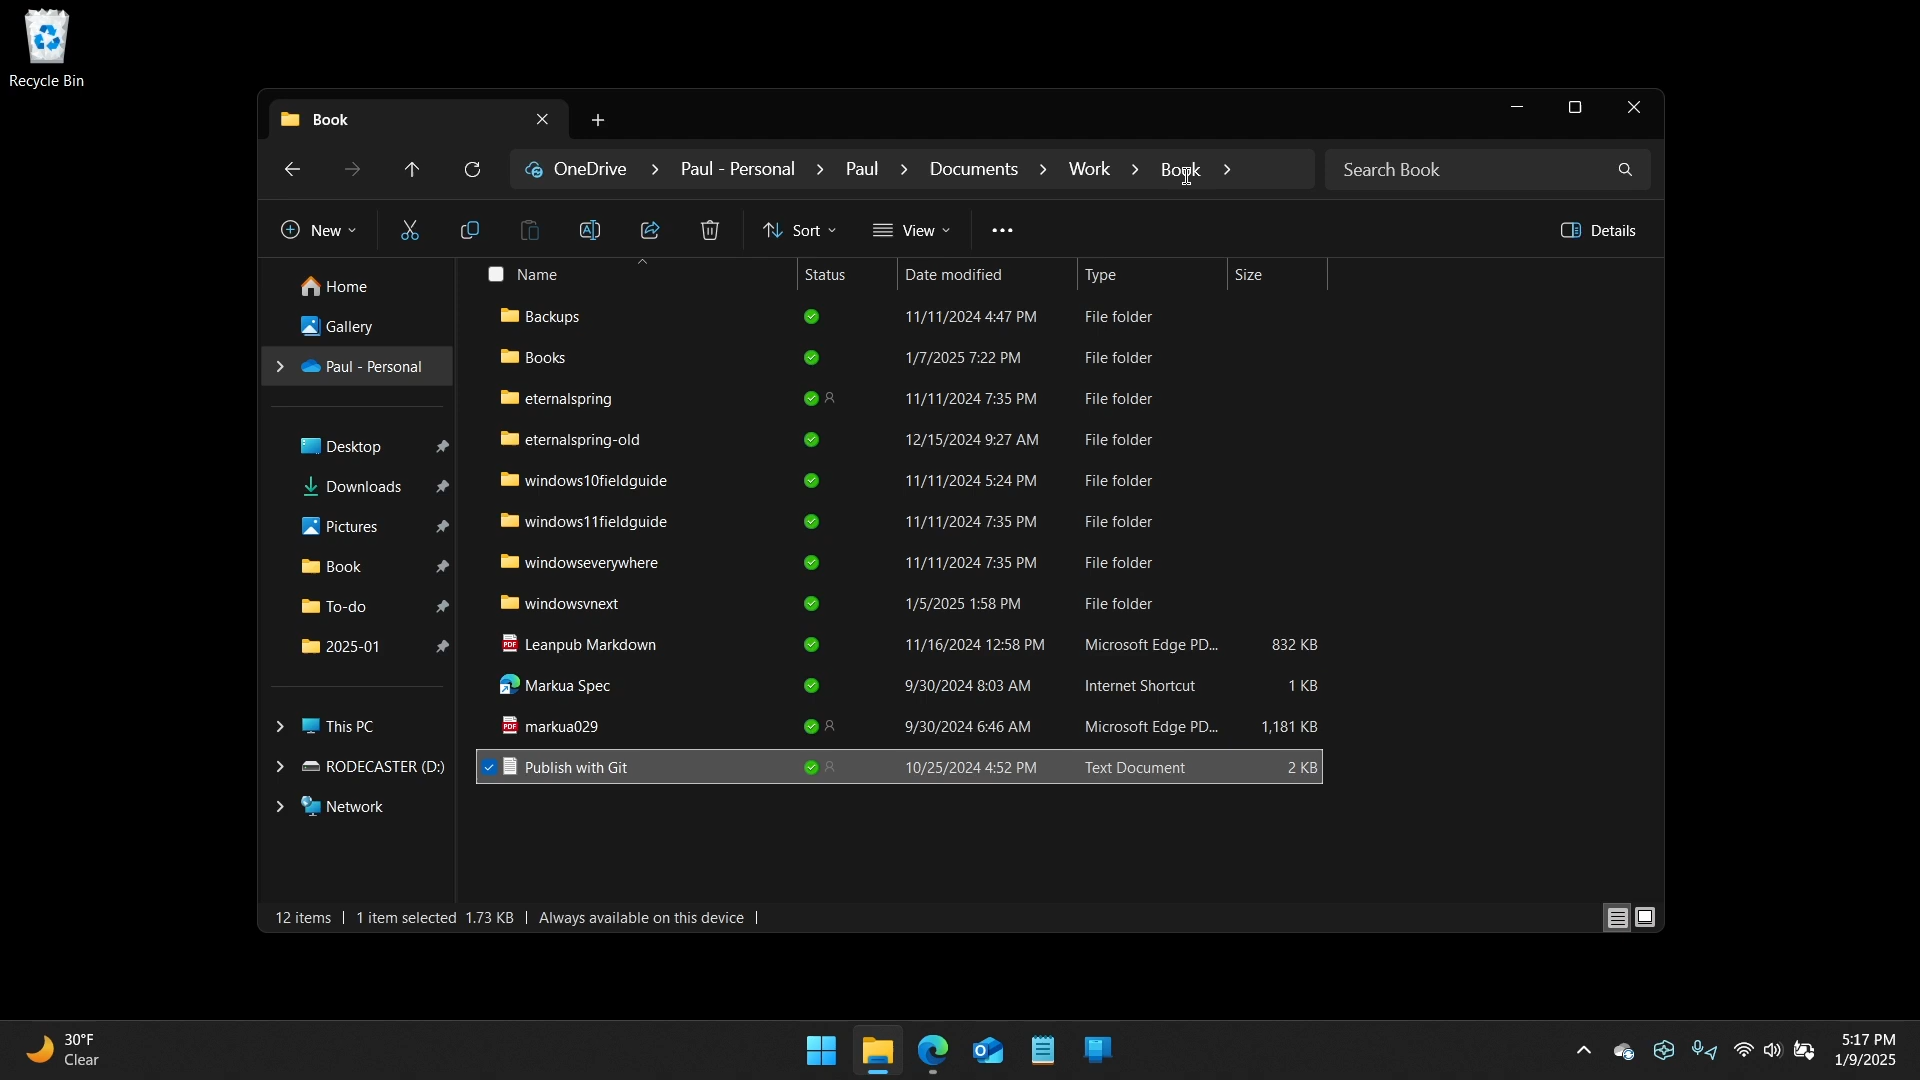 Recycle Bin
Book
OneDrive > Paul - Personal > Paul > Documents > Work > Book >
Search Book
New
Sort
View
Details
Name Status Date modified Type Size
Home
Gallery
Paul - Personal
Desktop
Downloads
Pictures
Book
To-do
2025-01
This PC
RODECASTER (D:)
Network
Backups 11/11/2024 4:47 PM File folder
Books 1/7/2025 7:22 PM File folder
eternalspring 11/11/2024 7:35 PM File folder
eternalspring-old 12/15/2024 9:27 AM File folder
windows10fieldguide 11/11/2024 5:24 PM File folder
windows11fieldguide 11/11/2024 7:35 PM File folder
windowseverywhere 11/11/2024 7:35 PM File folder
windowsvnext 1/5/2025 1:58 PM File folder
Leanpub Markdown 11/16/2024 12:58 PM Microsoft Edge PD... 832 KB
Markua Spec 9/30/2024 8:03 AM Internet Shortcut 1 KB
markua029 9/30/2024 6:46 AM Microsoft Edge PD... 1,181 KB
Publish with Git 10/25/2024 4:52 PM Text Document 2 KB
12 items | 1 item selected 1.73 KB | Always available on this device |
30°F
Clear
5:17 PM
1/9/2025